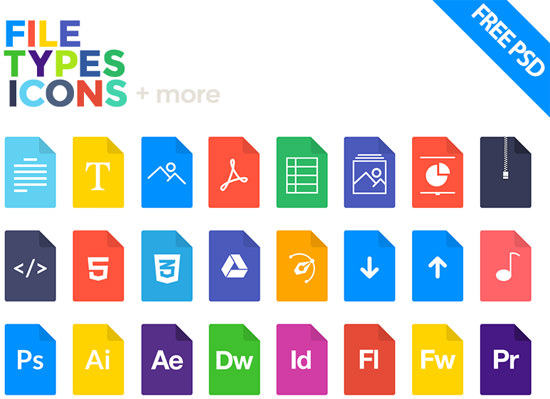 FILE
TYPES
ICONS + more
FREE PSD
T
</>
5
3
Ps Ai Ae Dw Id Fl Fw Pr